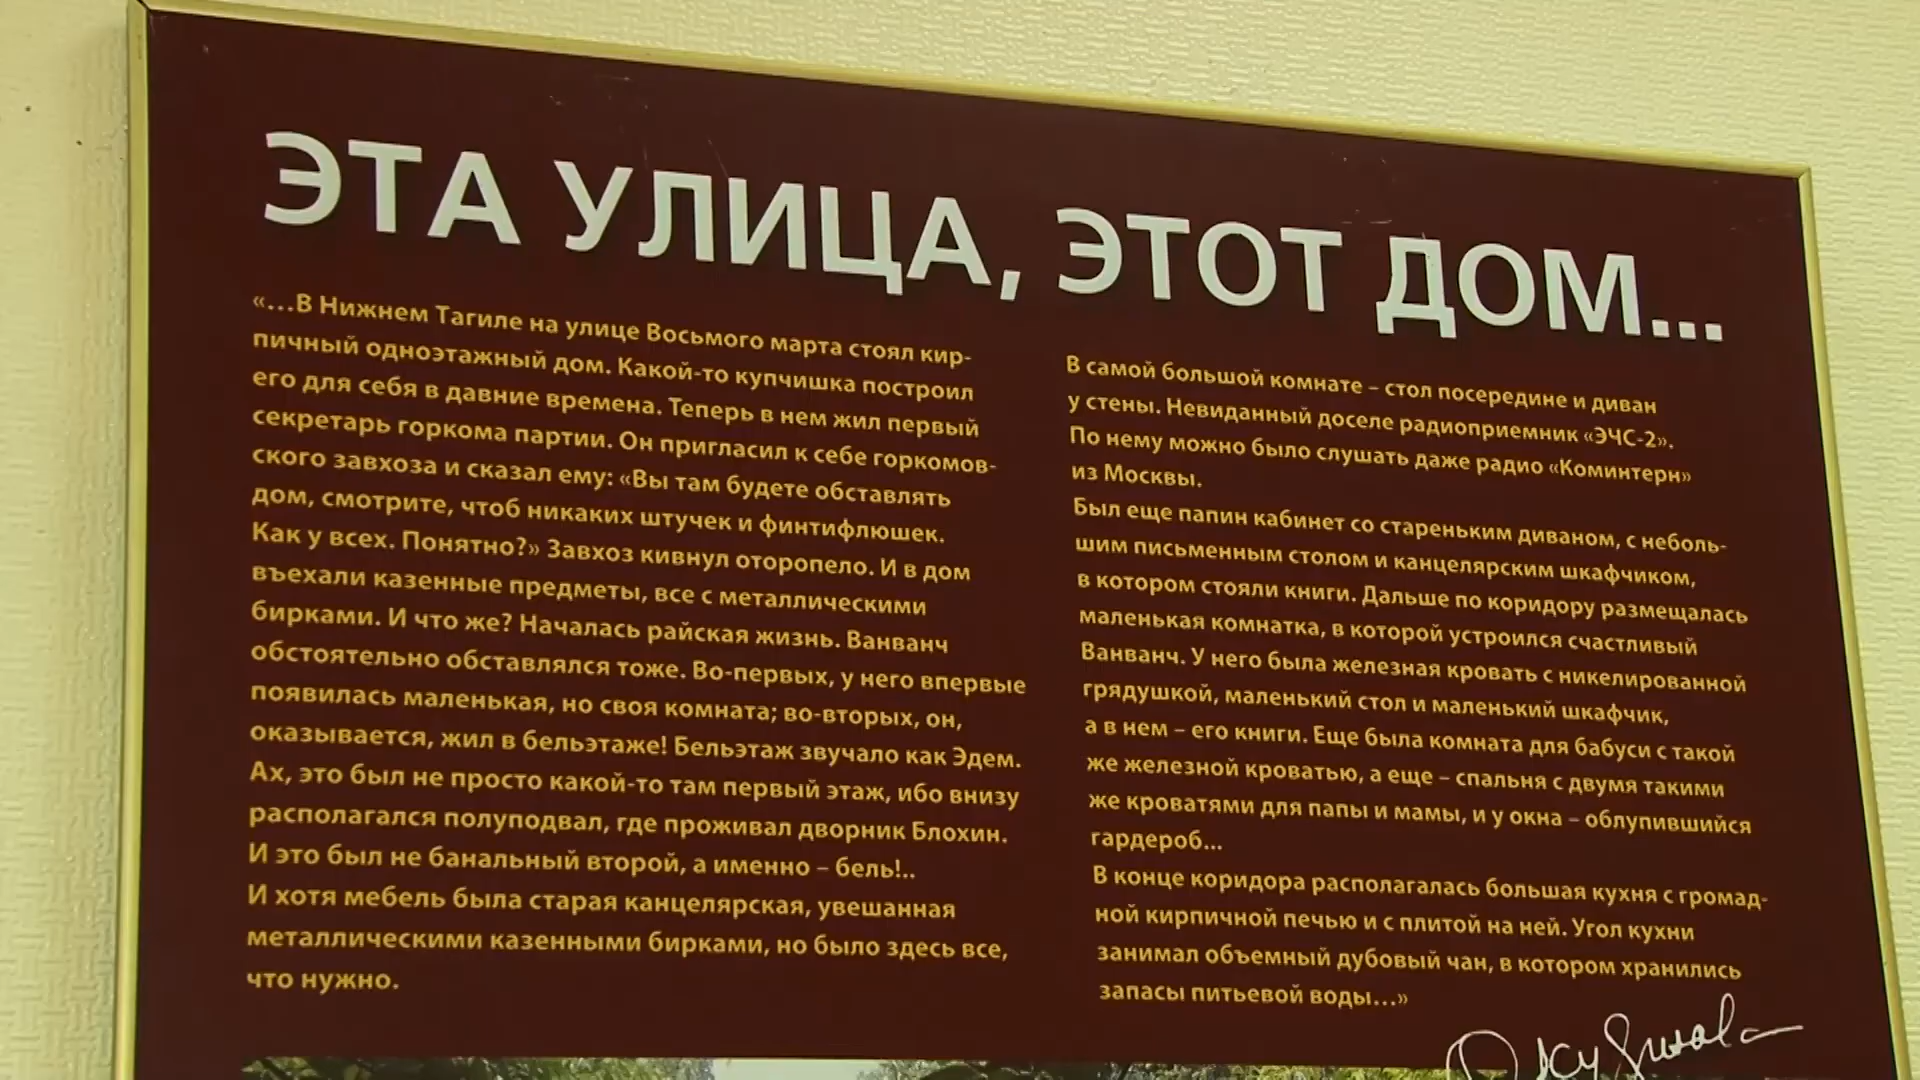 ЭТА УЛИЦА, ЭТОТ ДОМ...
«...В Нижнем Тагиле на улице Восьмого марта стоял кир-
пичный одноэтажный дом. Какой-то купчишка построил
его для себя в давние времена. Теперь в нем жил первый
секретарь горкома партии. Он пригласил к себе горкомов-
ского завхоза и сказал ему: «Вы там будете обставлять
дом, смотрите, чтоб никаких штучек и финтифлюшек.
Как у всех. Понятно?» Завхоз кивнул оторопело. И в дом
въехали казенные предметы, все с металлическими
бирками. И что же? Началась райская жизнь. Ванванч
обстоятельно обставлялся тоже. Во-первых, у него впервые
появилась маленькая, но своя комната; во-вторых, он,
оказывается, жил в бельэтаже! Бельэтаж звучало как Эдем.
Ах, это был не просто какой-то там первый этаж, ибо внизу
располагался полуподвал, где проживал дворник Блохин.
И это был не банальный второй, а именно – бель!..
И хотя мебель была старая канцелярская, увешанная
металлическими казенными бирками, но было здесь все,
что нужно.
В самой большой комнате – стол посередине и диван
у стены. Невиданный доселе радиоприемник «ЭЧС-2».
По нему можно было слушать даже радио «Коминтерн»
из Москвы.
Был еще папин кабинет со стареньким диваном, с неболь-
шим письменным столом и канцелярским шкафчиком,
в котором стояли книги. Дальше по коридору размещалась
маленькая комнатка, в которой устроился счастливый
Ванванч. У него была железная кровать с никелированной
грядушкой, маленький стол и маленький шкафчик,
а в нем – его книги. Еще была комната для бабуси с такой
же железной кроватью, а еще – спальня с двумя такими
же кроватями для папы и мамы, и у окна – облупившийся
гардероб...
В конце коридора располагалась большая кухня с громад-
ной кирпичной печью и с плитой на ней. Угол кухни
занимал объемный дубовый чан, в котором хранились
запасы питьевой воды...»